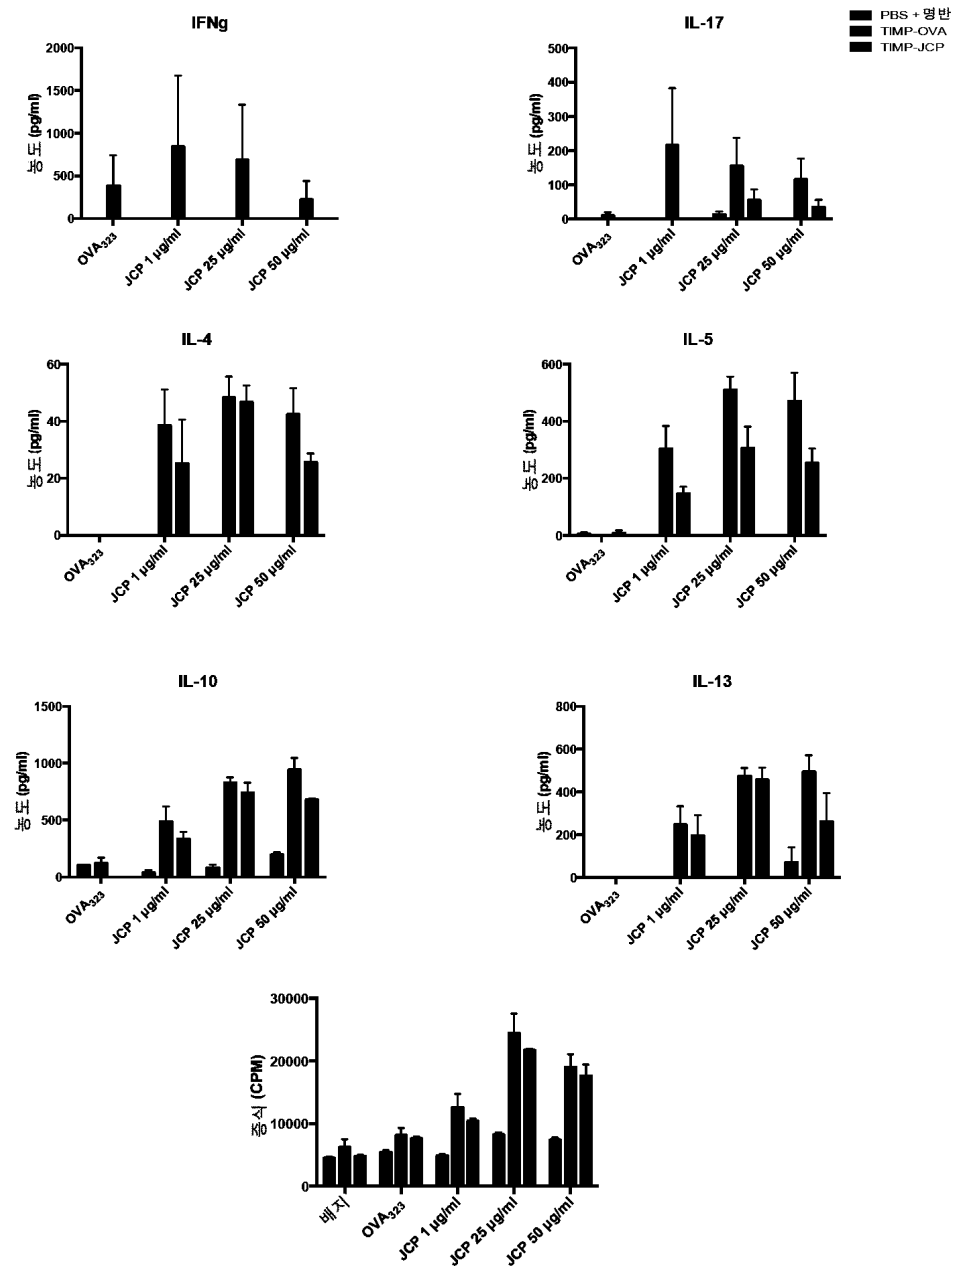 PBS + 명반
TIMP-OVA
TIMP-JCP
IFNg
농도 (pg/ml)
2000
1500
1000
500
0
OVA323
JCP 1 µg/ml
JCP 25 µg/ml
JCP 50 µg/ml
IL-17
농도 (pg/ml)
500
400
300
200
100
0
OVA323
JCP 1 µg/ml
JCP 25 µg/ml
JCP 50 µg/ml
IL-4
농도 (pg/ml)
60
40
20
0
OVA323
JCP 1 µg/ml
JCP 25 µg/ml
JCP 50 µg/ml
IL-5
농도 (pg/ml)
600
400
200
0
OVA323
JCP 1 µg/ml
JCP 25 µg/ml
JCP 50 µg/ml
IL-10
농도 (pg/ml)
1500
1000
500
0
OVA323
JCP 1 µg/ml
JCP 25 µg/ml
JCP 50 µg/ml
IL-13
농도 (pg/ml)
800
600
400
200
0
OVA323
JCP 1 µg/ml
JCP 25 µg/ml
JCP 50 µg/ml
증식 (CPM)
30000
20000
10000
0
배지
OVA323
JCP 1 µg/ml
JCP 25 µg/ml
JCP 50 µg/ml